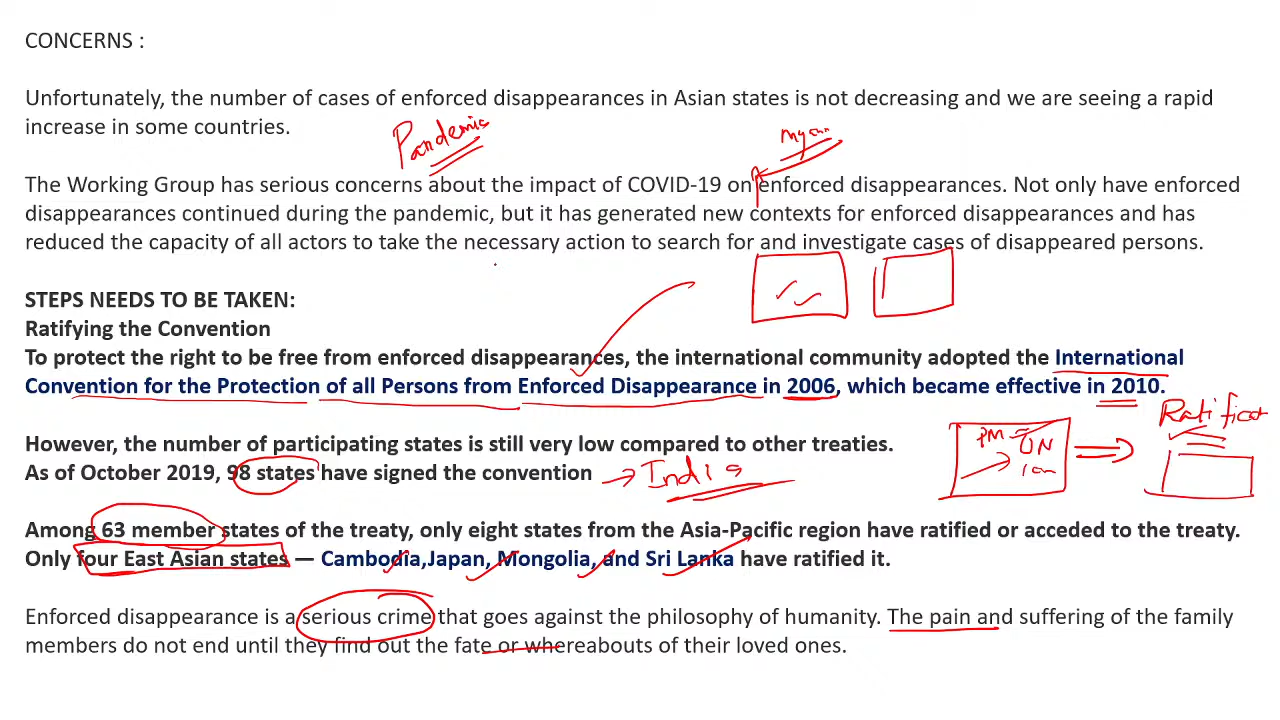 CONCERNS :
Unfortunately, the number of cases of enforced disappearances in Asian states is not decreasing and we are seeing a rapid
increase in some countries.
Pandemic
The Working Group has serious concerns about the impact of COVID-19 on enforced disappearances. Not only have enforced
disappearances continued during the pandemic, but it has generated new contexts for enforced disappearances and has
reduced the capacity of all actors to take the necessary action to search for and investigate cases of disappeared persons.
STEPS NEEDS TO BE TAKEN:
Ratifying the Convention
To protect the right to be free from enforced disappearances, the international community adopted the International
Convention for the Protection of all Persons from Enforced Disappearance in 2006, which became effective in 2010.
Ratificat
However, the number of participating states is still very low compared to other treaties.
PM
UN
As of October 2019, 98 states have signed the convention
India
Among 63 member states of the treaty, only eight states from the Asia-Pacific region have ratified or acceded to the treaty.
Only four East Asian states — Cambodia,Japan, Mongolia, and Sri Lanka have ratified it.
Enforced disappearance is a serious crime that goes against the philosophy of humanity. The pain and suffering of the family
members do not end until they find out the fate or whereabouts of their loved ones.